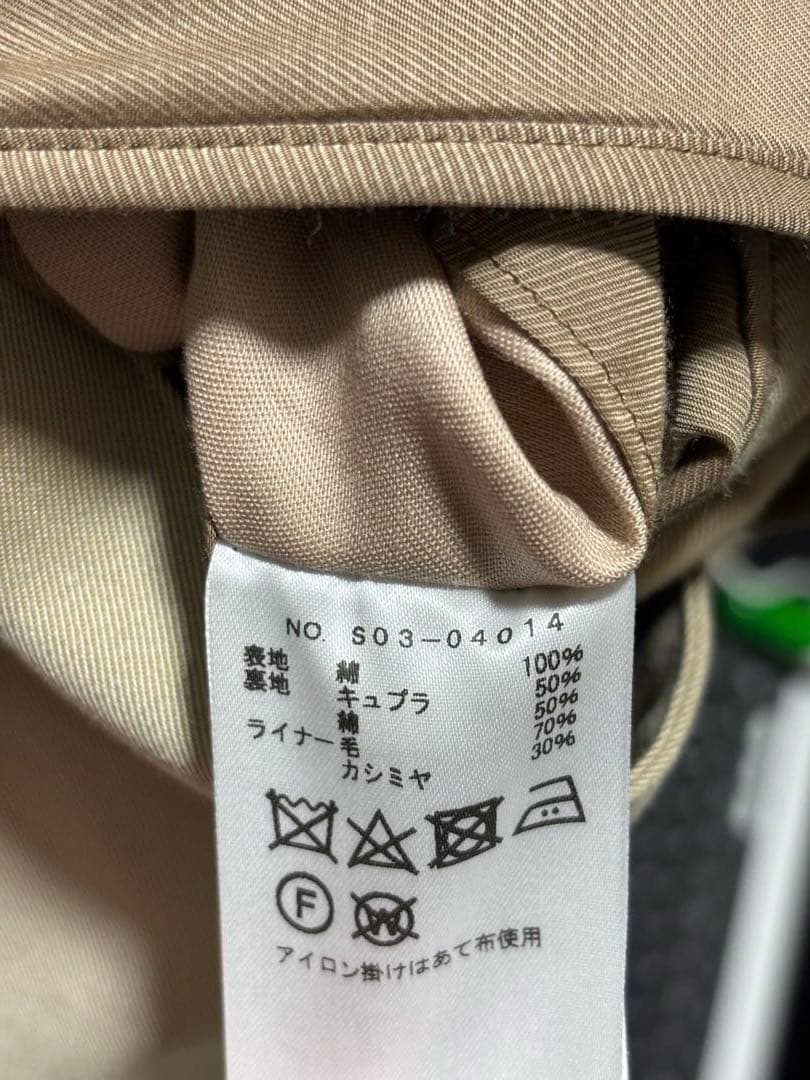 NO. S03-04014
表地 綿 100%
裏地 キュプラ 50%
綿 50%
ライナー 毛 70%
カシミヤ 30%
F
W
アイロン掛けはあて布使用